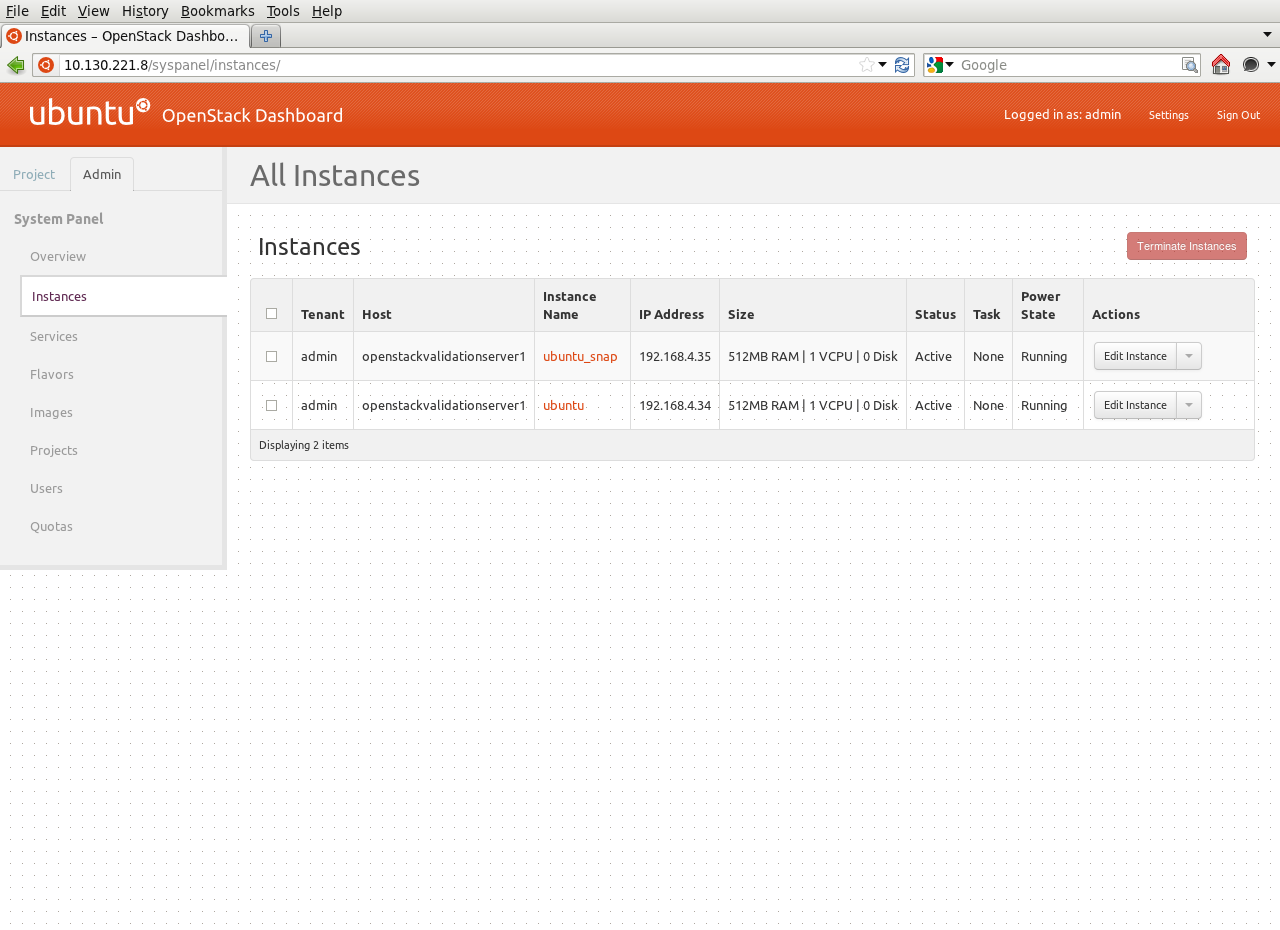 File Edit View History Bookmarks Tools Help
Instances – OpenStack Dashbo...
10.130.221.8/syspanel/instances/
Google
ubuntu OpenStack Dashboard
Logged in as: admin Settings Sign Out
Project Admin
All Instances
System Panel
Overview
Instances
Services
Flavors
Images
Projects
Users
Quotas
Instances
Terminate Instances
Tenant Host Instance Name IP Address Size Status Task Power State Actions
admin openstackvalidationserver1 ubuntu_snap 192.168.4.35 512MB RAM | 1 VCPU | 0 Disk Active None Running Edit Instance
admin openstackvalidationserver1 ubuntu 192.168.4.34 512MB RAM | 1 VCPU | 0 Disk Active None Running Edit Instance
Displaying 2 items